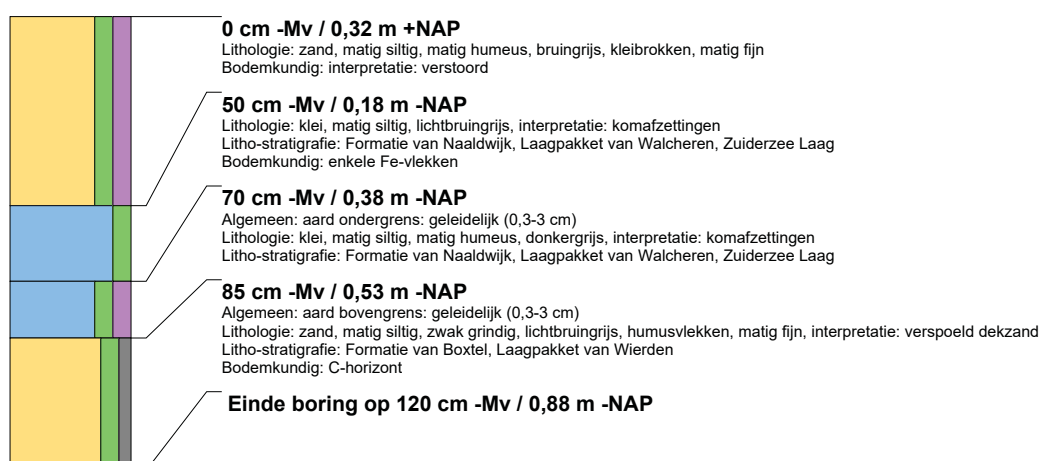 0 cm -Mv / 0,32 m +NAP
Lithologie: zand, matig siltig, matig humeus, bruingrijs, kleibrokken, matig fijn
Bodemkundig: interpretatie: verstoord
50 cm -Mv / 0,18 m -NAP
Lithologie: klei, matig siltig, lichtbruingrijs, interpretatie: komafzettingen
Litho-stratigrafie: Formatie van Naaldwijk, Laagpakket van Walcheren, Zuiderzee Laag
Bodemkundig: enkele Fe-vlekken
70 cm -Mv / 0,38 m -NAP
Algemeen: aard ondergrens: geleidelijk (0,3-3 cm)
Lithologie: klei, matig siltig, matig humeus, donkergrijs, interpretatie: komafzettingen
Litho-stratigrafie: Formatie van Naaldwijk, Laagpakket van Walcheren, Zuiderzee Laag
85 cm -Mv / 0,53 m -NAP
Algemeen: aard bovengrens: geleidelijk (0,3-3 cm)
Lithologie: zand, matig siltig, zwak grindig, lichtbruingrijs, humusvlekken, matig fijn, interpretatie: verspoeld dekzand
Litho-stratigrafie: Formatie van Boxtel, Laagpakket van Wierden
Bodemkundig: C-horizont
Einde boring op 120 cm -Mv / 0,88 m -NAP